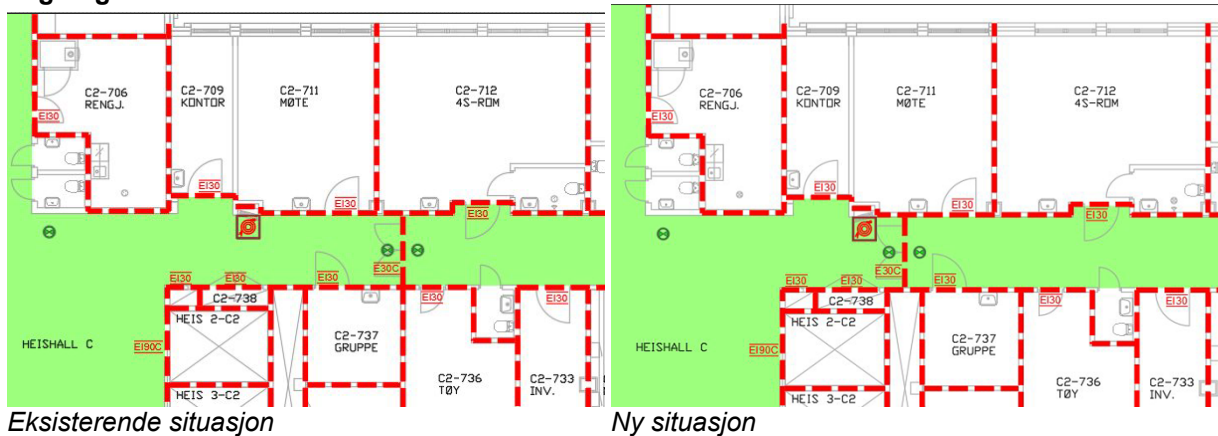 C2-706
RENGJ.
C2-709
KONTOR
C2-711
MØTE
C2-712
4S-ROM
EI30
EI30
EI30
EI30
E30C
EI30
EI30
EI30
EI30
EI30
C2-738
HEIS 2-C2
C2-737
GRUPPE
HEISHALL C
EI90C
C2-736
TØY
C2-733
INV.
HEIS 3-C2
Eksisterende situasjon
C2-706
RENGJ.
C2-709
KONTOR
C2-711
MØTE
C2-712
4S-ROM
EI30
EI30
EI30
EI30
E30C
EI30
EI30
EI30
EI30
EI30
C2-738
HEIS 2-C2
C2-737
GRUPPE
HEISHALL C
EI90C
C2-736
TØY
C2-733
INV.
HEIS 3-C2
Ny situasjon